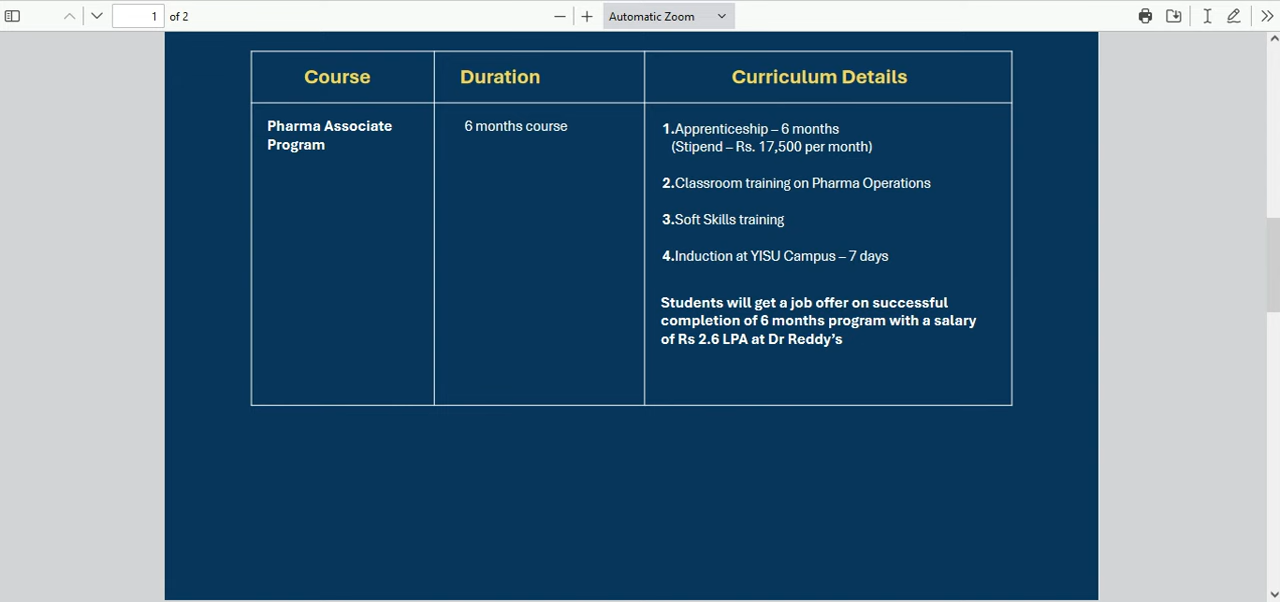 1 of 2
Automatic Zoom
Course
Duration
Curriculum Details
Pharma Associate
Program
6 months course
1.Apprenticeship – 6 months
(Stipend – Rs. 17,500 per month)
2.Classroom training on Pharma Operations
3.Soft Skills training
4.Induction at YISU Campus – 7 days
Students will get a job offer on successful
completion of 6 months program with a salary
of Rs 2.6 LPA at Dr Reddy’s